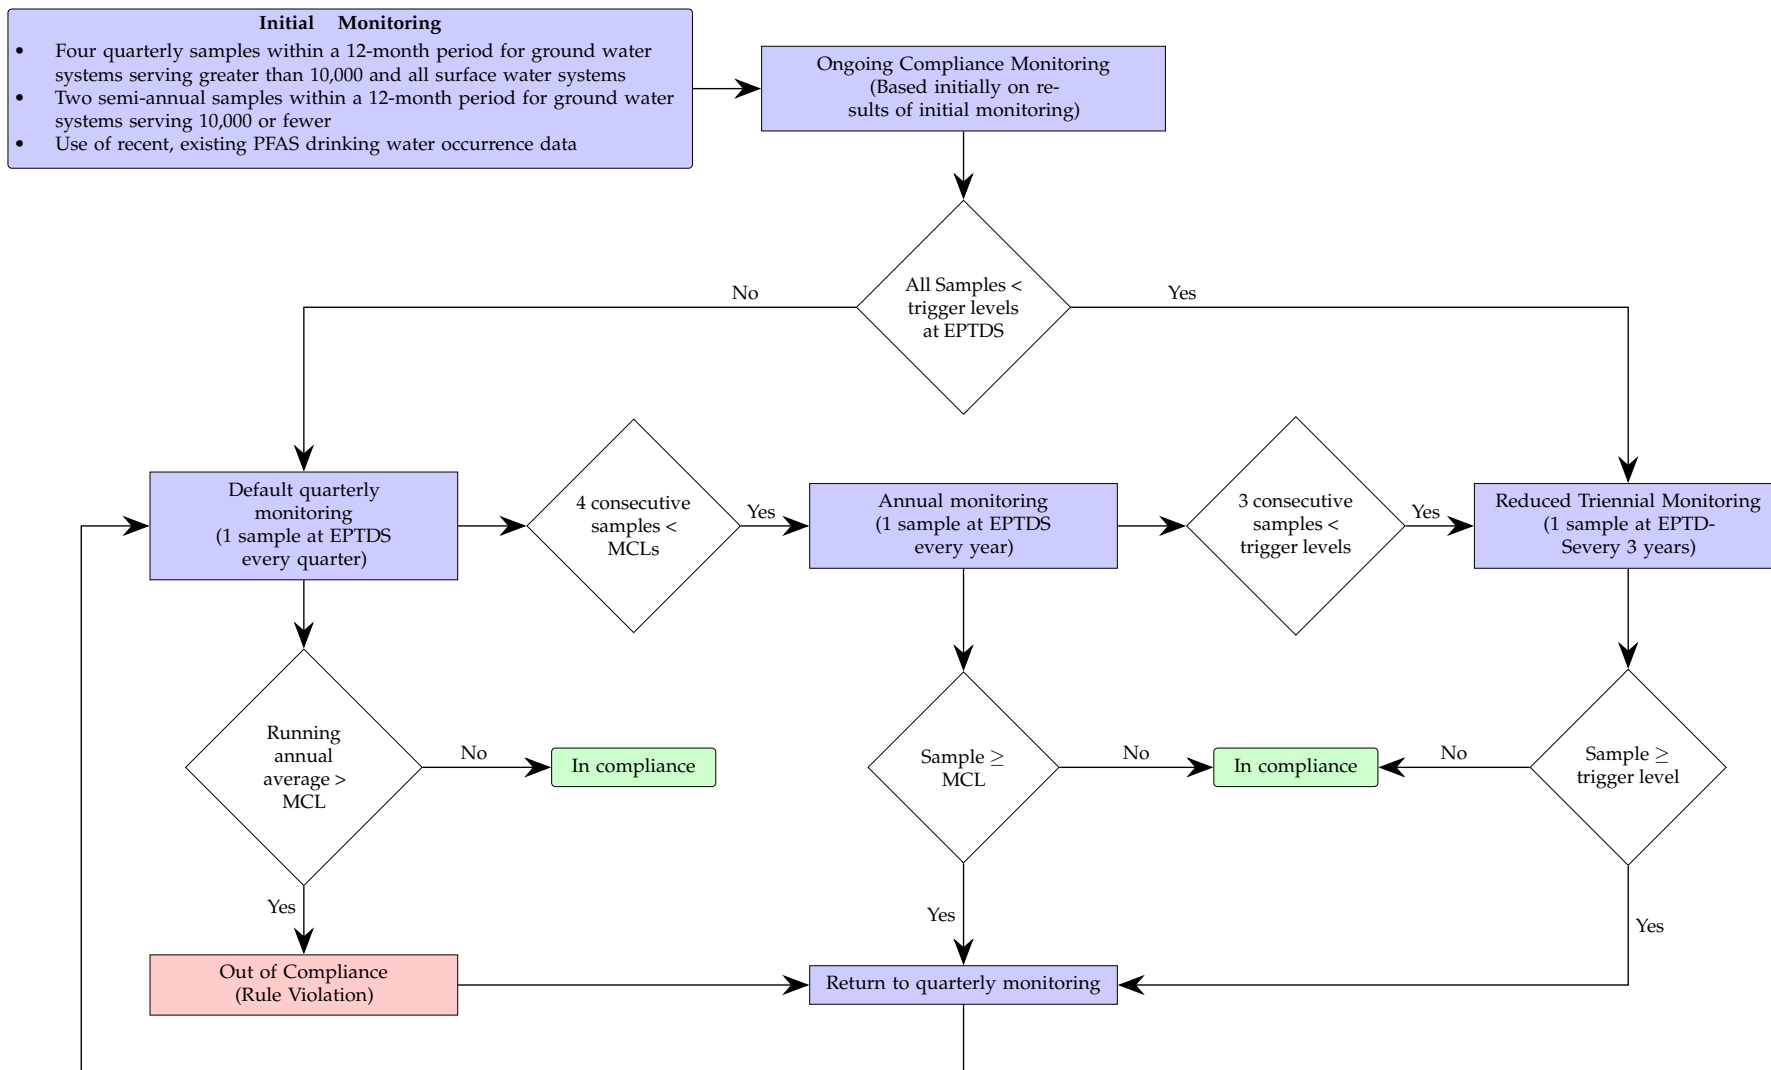 Initial Monitoring
• Four quarterly samples within a 12-month period for ground water
systems serving greater than 10,000 and all surface water systems
• Two semi-annual samples within a 12-month period for ground water
systems serving 10,000 or fewer
• Use of recent, existing PFAS drinking water occurrence data
Ongoing Compliance Monitoring
(Based initially on re-
sults of initial monitoring)
All Samples <
trigger levels
at EPTDS
No
Yes
Default quarterly
monitoring
(1 sample at EPTDS
every quarter)
4 consecutive
samples <
MCLs
Yes
Annual monitoring
(1 sample at EPTDS
every year)
3 consecutive
samples <
trigger levels
Yes
Reduced Triennial Monitoring
(1 sample at EPTD-
Severy 3 years)
Running
annual
average >
MCL
No
In compliance
Sample ≥
MCL
No
In compliance
No
Sample ≥
trigger level
Yes
Yes
Yes
Out of Compliance
(Rule Violation)
Return to quarterly monitoring